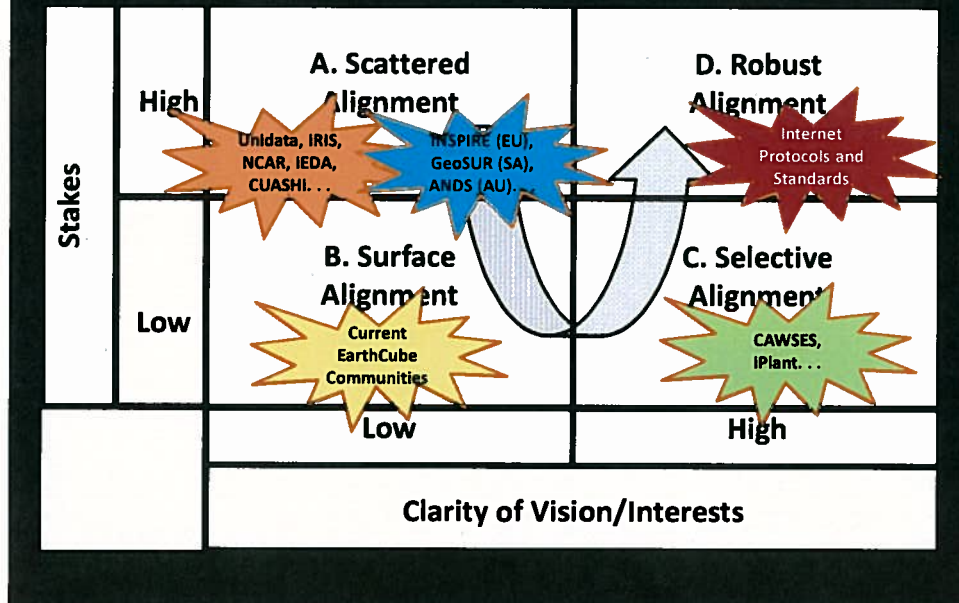 Stakes
High
Low
A. Scattered
Alignment
Unidata, IRIS,
NCAR, IEDA,
CUASHI. . .
INSPIRE (EU),
GeoSUR (SA),
ANDS (AU). . .
D. Robust
Alignment
Internet
Protocols and
Standards
B. Surface
Alignment
Current
EarthCube
Communities
C. Selective
Alignment
CAWSES,
iPlant. . .
Low
High
Clarity of Vision/Interests